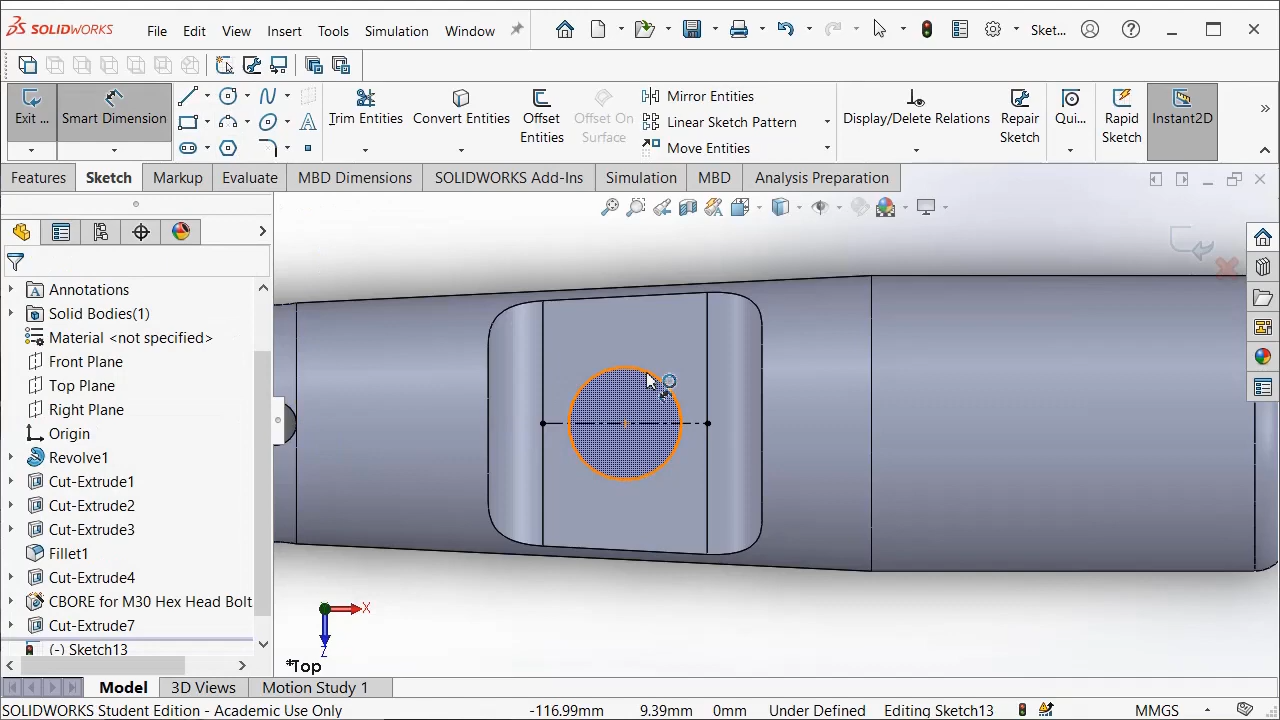 SOLIDWORKS File Edit View Insert Tools Simulation Window Sket...
Exit ... Smart Dimension Trim Entities Convert Entities Offset Entities Offset On Surface Mirror Entities Linear Sketch Pattern Move Entities Display/Delete Relations Repair Sketch Qui... Rapid Sketch Instant2D
Features Sketch Markup Evaluate MBD Dimensions SOLIDWORKS Add-Ins Simulation MBD Analysis Preparation
Annotations
Solid Bodies(1)
Material <not specified>
Front Plane
Top Plane
Right Plane
Origin
Revolve1
Cut-Extrude1
Cut-Extrude2
Cut-Extrude3
Fillet1
Cut-Extrude4
CBORE for M30 Hex Head Bolt
Cut-Extrude7
(-) Sketch13
X
Z
*Top
Model 3D Views Motion Study 1
SOLIDWORKS Student Edition - Academic Use Only -116.99mm 9.39mm 0mm Under Defined Editing Sketch13 MMGS